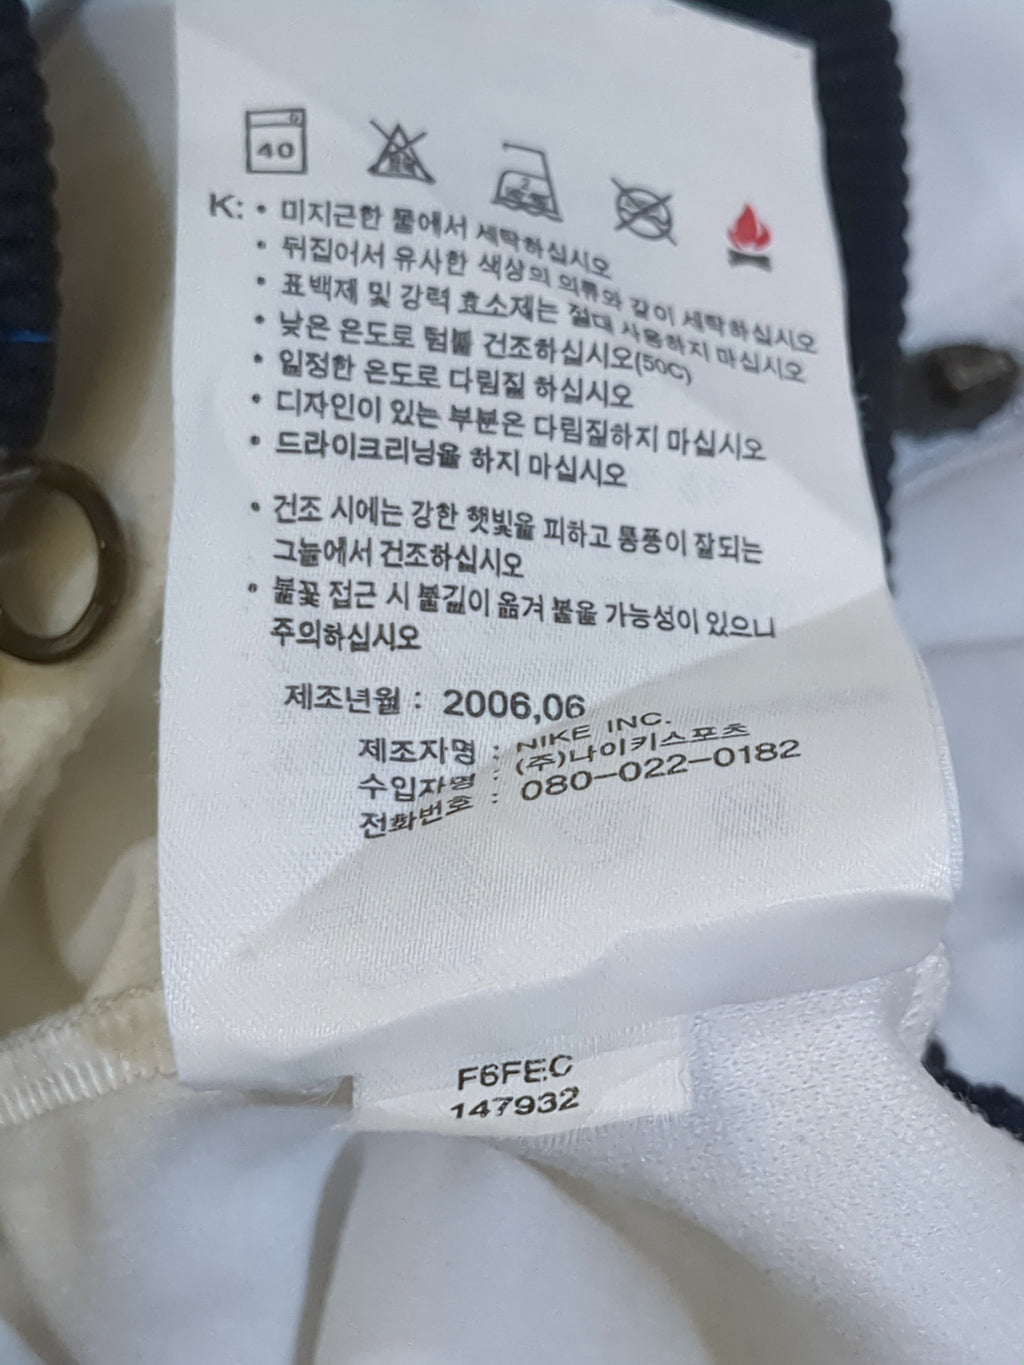 40
K: • 미지근한 물에서 세탁하십시오
• 뒤집어서 유사한 색상의 의류와 같이 세탁하십시오
• 표백제 및 강력 효소제는 절대 사용하지 마십시오
• 낮은 온도로 텀블 건조하십시오(50C)
• 일정한 온도로 다림질 하십시오
• 디자인이 있는 부분은 다림질하지 마십시오
• 드라이크리닝을 하지 마십시오
• 건조 시에는 강한 햇빛을 피하고 통풍이 잘되는
그늘에서 건조하십시오
• 불꽃 접근 시 불길이 옮겨 붙을 가능성이 있으니
주의하십시오
제조년월 : 2006,06
제조자명 : NIKE INC.
수입자명 : (주)나이키스포츠
전화번호 : 080-022-0182
F6FEC
147932